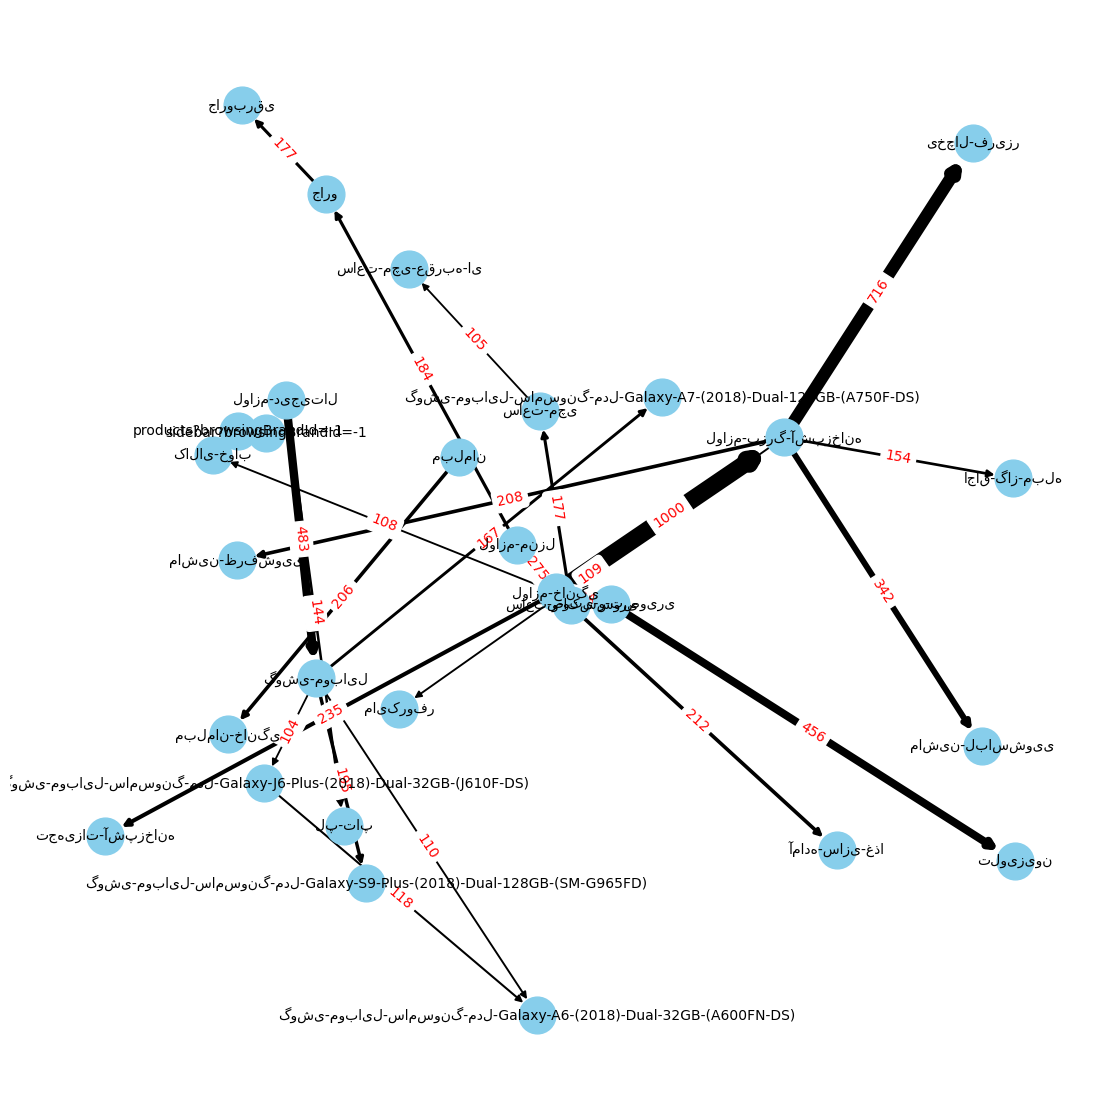 جاروبرقی
یخچال-فریزر
177
جارو
ساعت-مچی-عقربه-ای
716
105
184
لوازم-دیجیتال
گوشی-موبایل-سامسونگ-مدل-Galaxy-A7-(2018)-Dual-128GB-(A750F-DS)
ساعت-مچی
products?browsingBrandId=-1
sidebar?browsingBrandId=-1
لوازم-بزرگ-آشپزخانه
کالای-خواب
مبلمان
154
اجاق-گاز-مبله
208
177
1000
108
483
167
لوازم-منزل
ماشین-ظرفشویی
275
109
342
لوازم-خانگی
206
144
گوشی-موبایل
مایکروفر
235
212
مبلمان-خانگی
104
456
ماشین-لباسشویی
گوشی-موبایل-سامسونگ-مدل-Galaxy-J6-Plus-(2018)-Dual-32GB-(J610F-DS)
لپ-تاپ
تجهیزات-آشپزخانه
110
آماده-سازی-غذا
تلویزیون
گوشی-موبایل-سامسونگ-مدل-Galaxy-S9-Plus-(2018)-Dual-128GB-(SM-G965FD)
118
گوشی-موبایل-سامسونگ-مدل-Galaxy-A6-(2018)-Dual-32GB-(A600FN-DS)